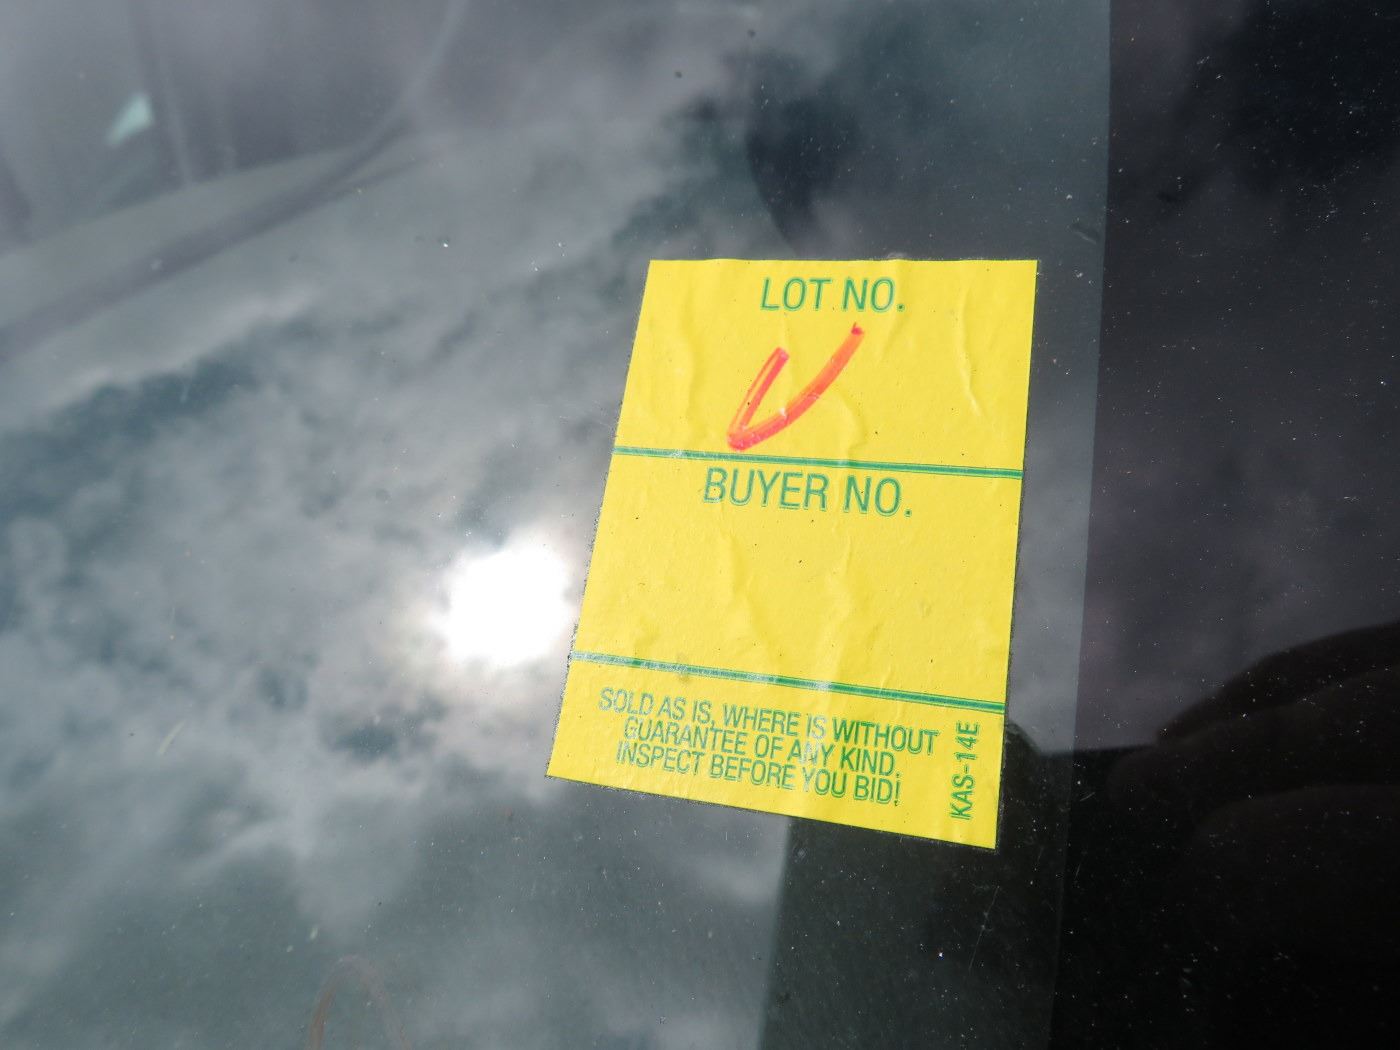 LOT NO.
BUYER NO.
SOLD AS IS, WHERE IS WITHOUT
GUARANTEE OF ANY KIND.
INSPECT BEFORE YOU BID!
KAS-14E